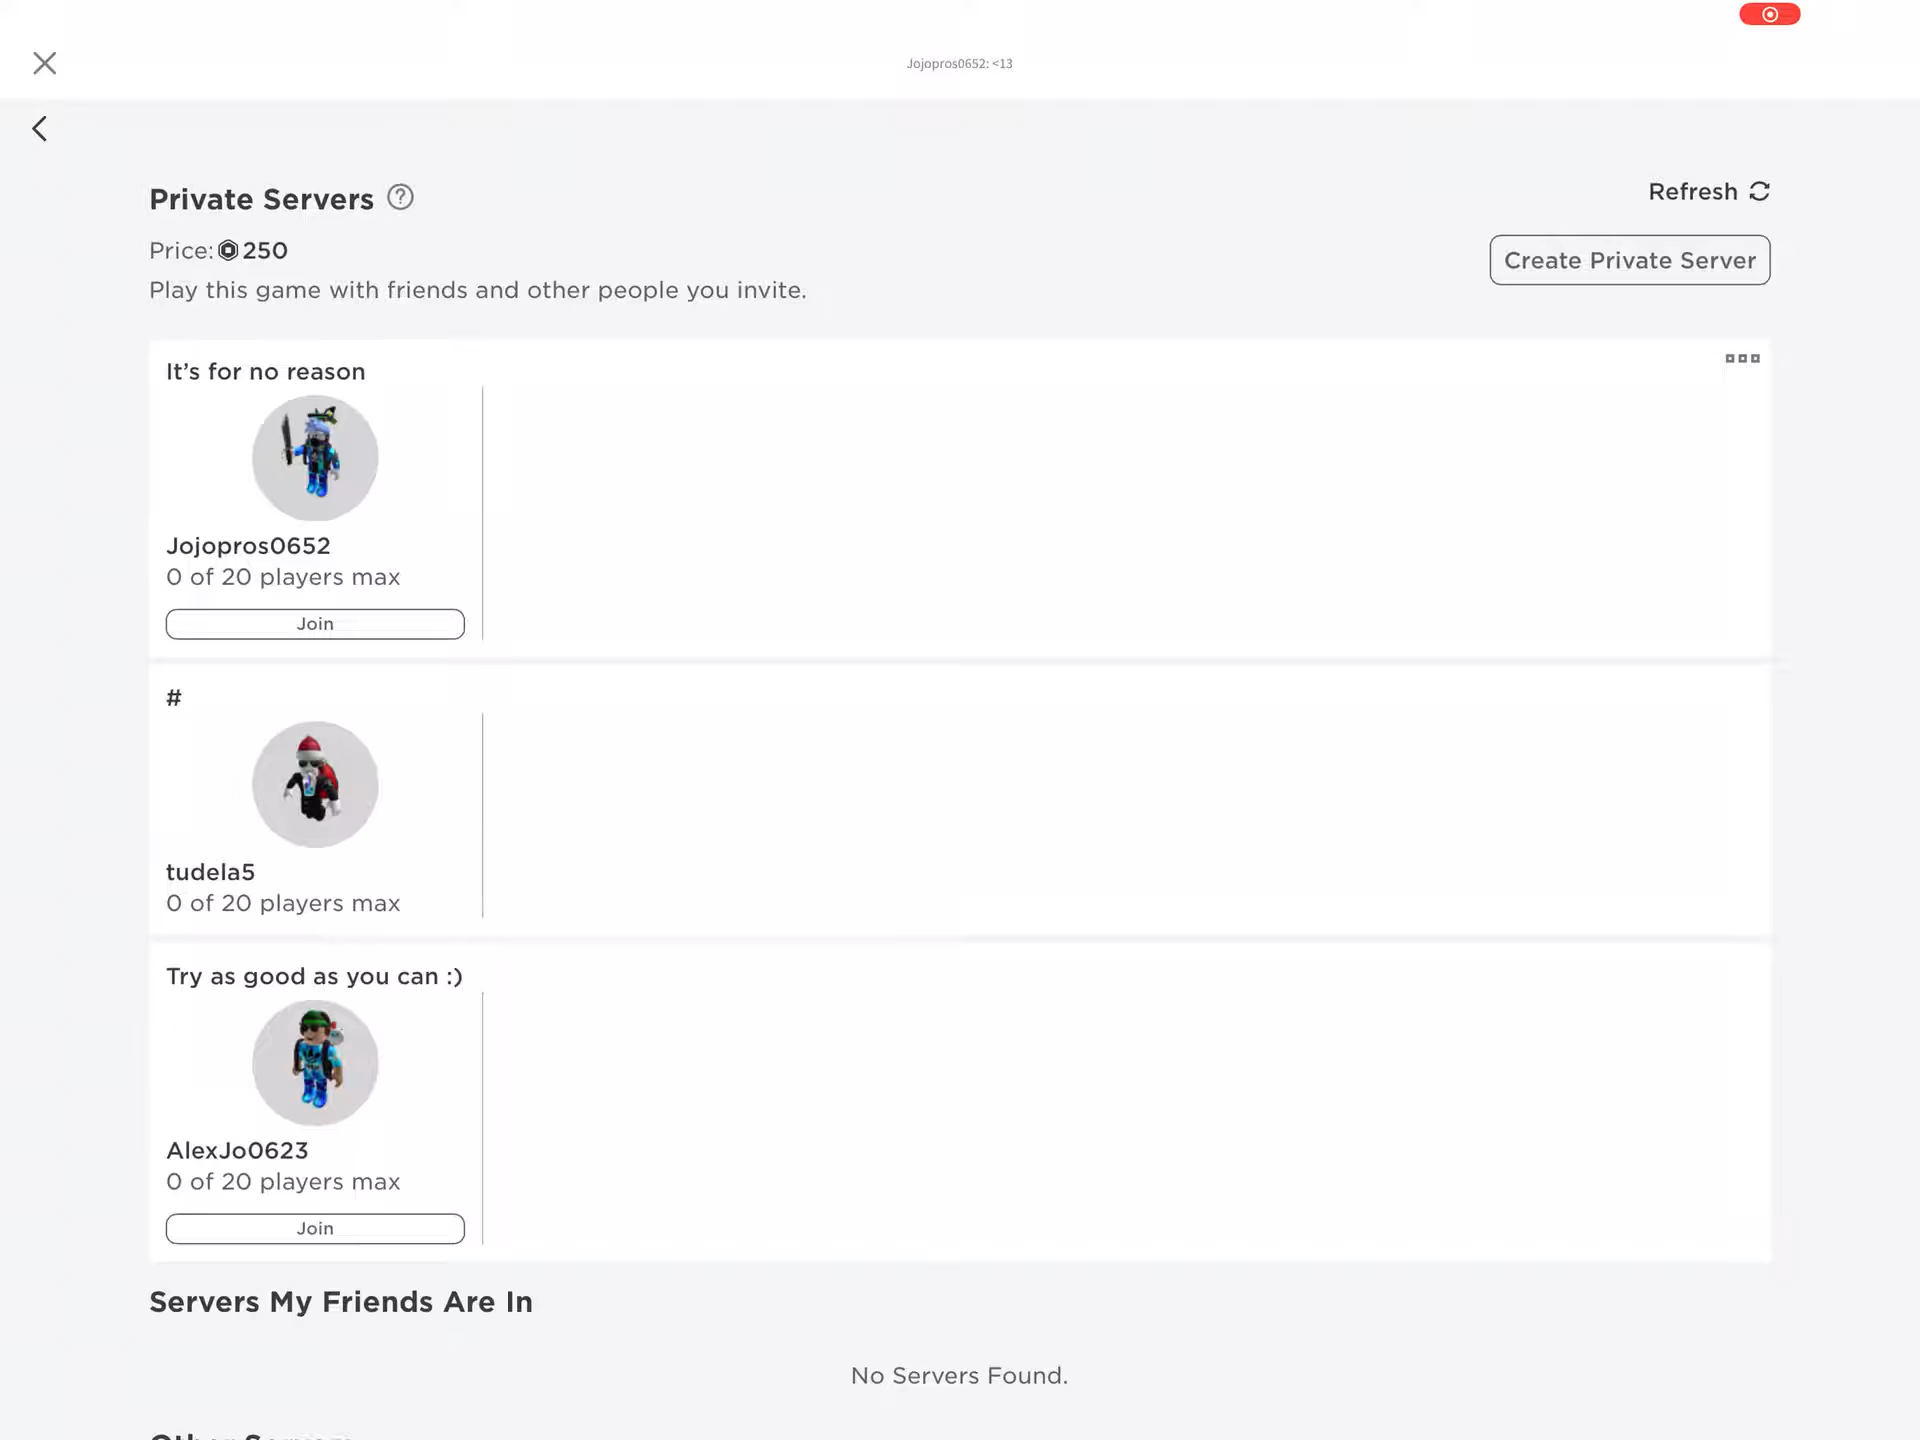 Jojopros0652: <13
Private Servers
Refresh
Price: 250
Create Private Server
Play this game with friends and other people you invite.
It's for no reason
Jojopros0652
0 of 20 players max
Join
#
tudela5
0 of 20 players max
Try as good as you can :)
AlexJo0623
0 of 20 players max
Join
Servers My Friends Are In
No Servers Found.